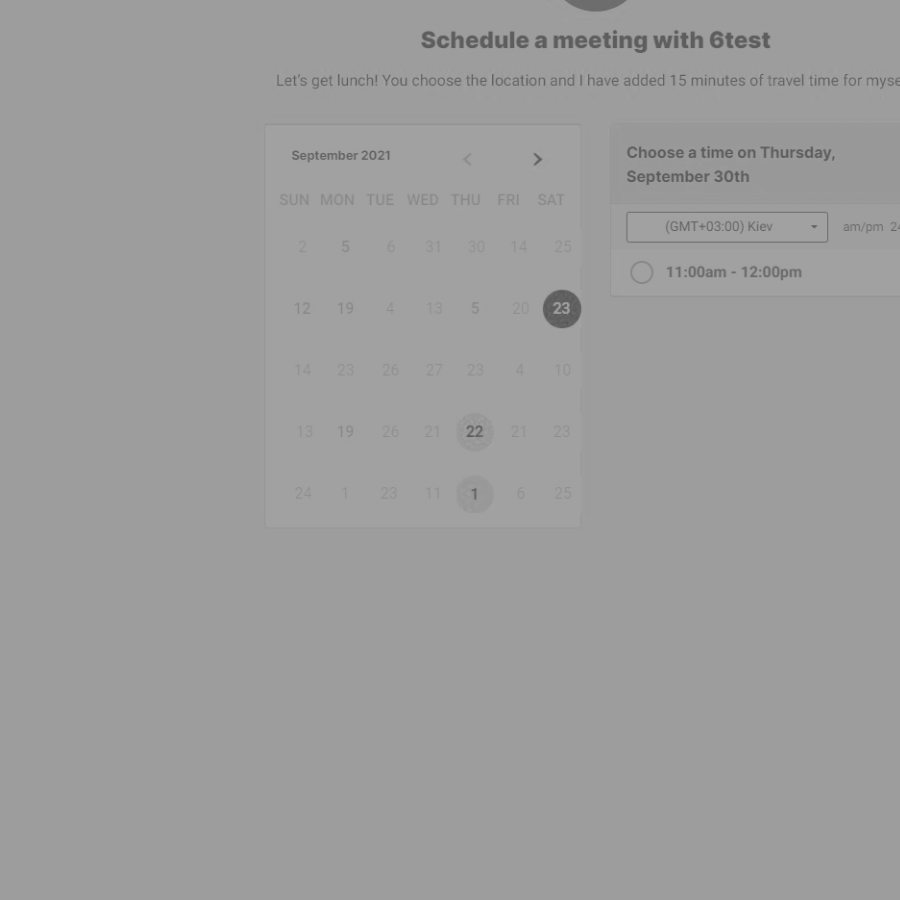 Schedule a meeting with 6test
Let's get lunch! You choose the location and I have added 15 minutes of travel time for myse
September 2021
SUN MON TUE WED THU FRI SAT
2 5 6 31 30 14 25
12 19 4 13 5 20 23
14 23 26 27 23 4 10
13 19 26 21 22 21 23
24 1 23 11 1 6 25
Choose a time on Thursday,
September 30th
(GMT+03:00) Kiev am/pm 24
11:00am - 12:00pm